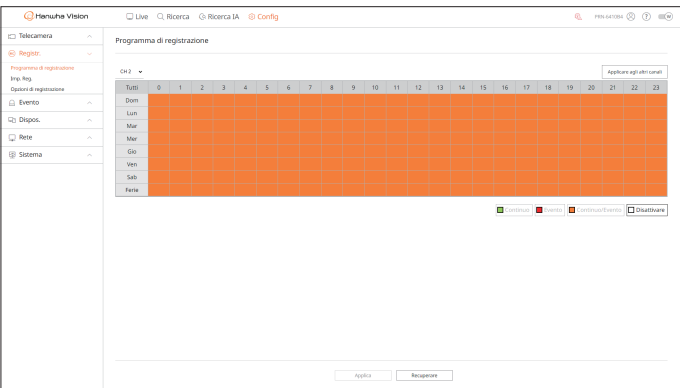 Hanwha Vision
Live Ricerca Ricerca IA Config
PRN-6410B4
Telecamera
Registr.
Programma di registrazione
Imp. Reg.
Opzioni di registrazione
Evento
Dispos.
Rete
Sistema
Programma di registrazione
CH 2
Applicare agli altri canali
Tutti 0 1 2 3 4 5 6 7 8 9 10 11 12 13 14 15 16 17 18 19 20 21 22 23
Dom
Lun
Mar
Mer
Gio
Ven
Sab
Ferie
Continuo Evento Continuo/Evento Disattivare
Applica Recuperare